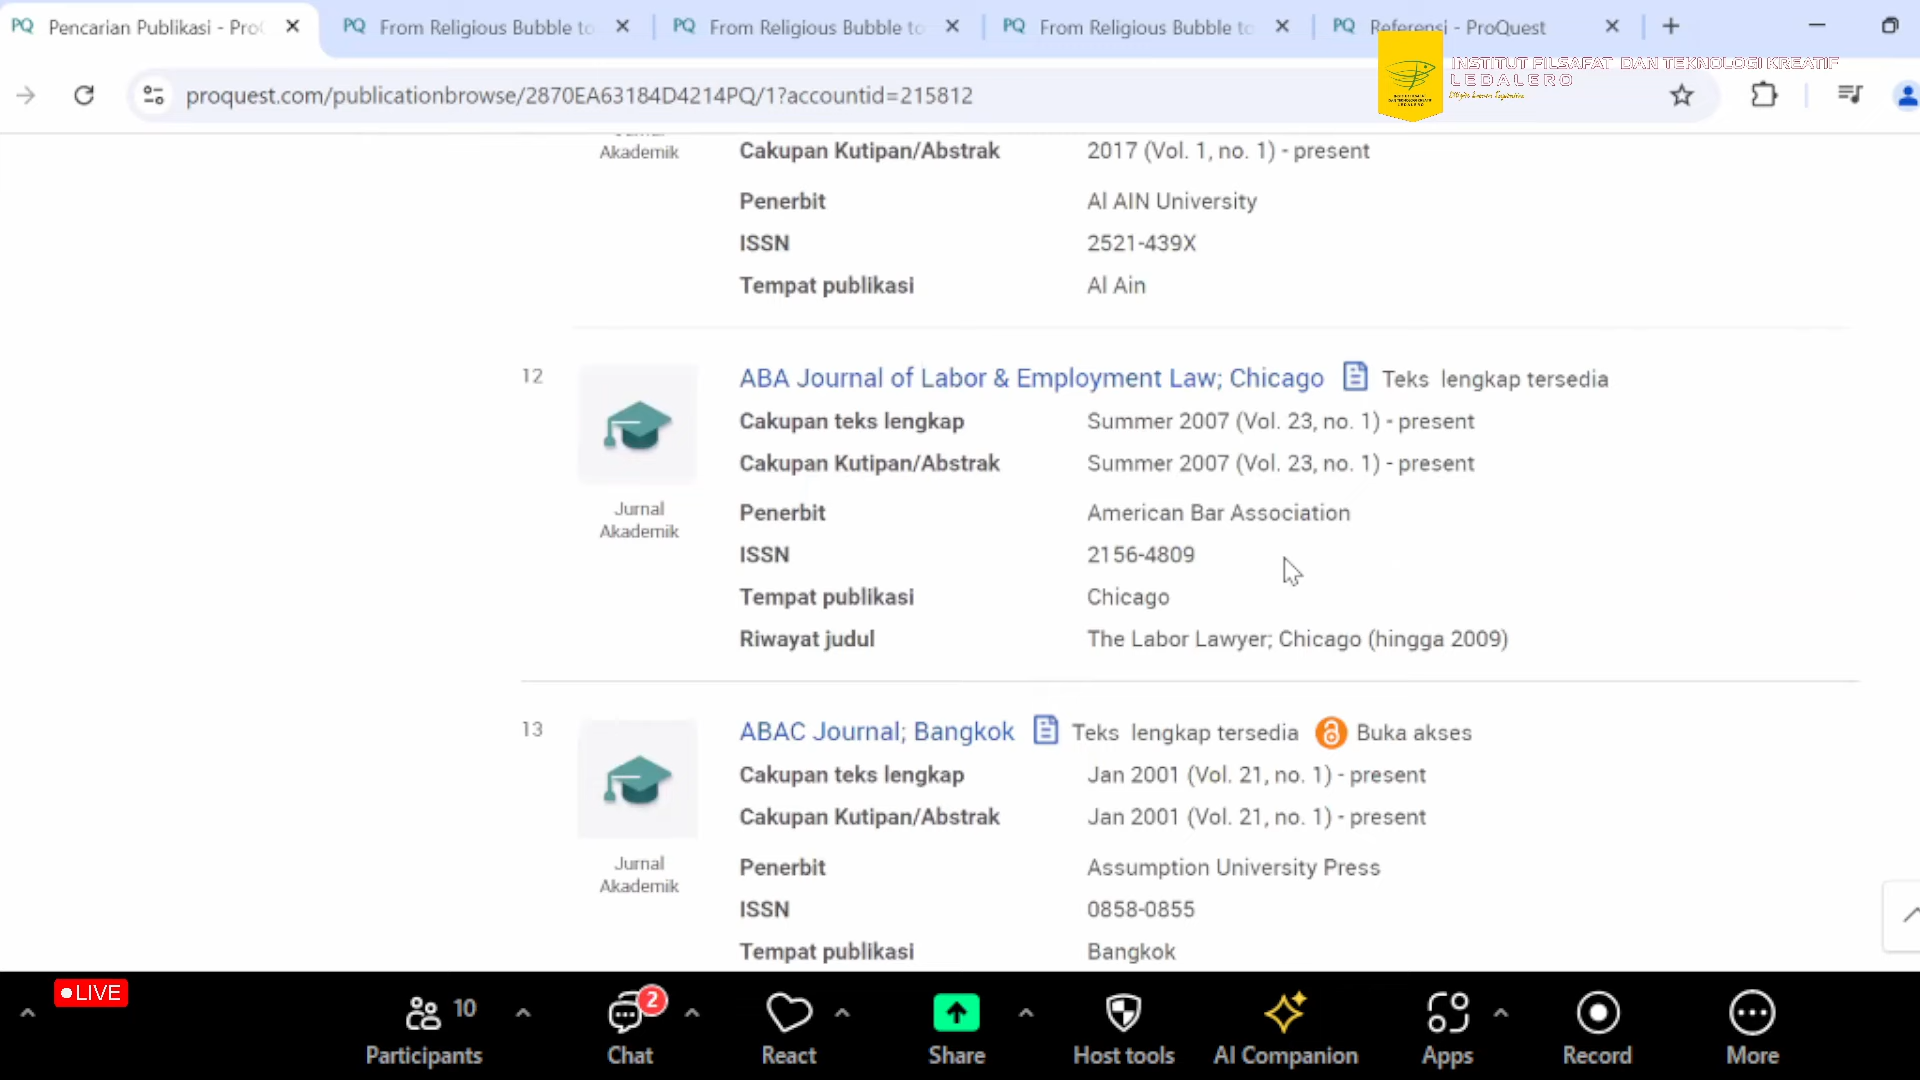 Pencarian Publikasi - Pro
From Religious Bubble to
From Religious Bubble to
From Religious Bubble to
Referensi - ProQuest
proquest.com/publicationbrowse/2870EA63184D4214PQ/1?accountid=215812
INSTITUT FILSAFAT DAN TEKNOLOGI KREATIF
LEDALERO
Akademik
Cakupan Kutipan/Abstrak 2017 (Vol. 1, no. 1) - present
Penerbit Al AIN University
ISSN 2521-439X
Tempat publikasi Al Ain
12 ABA Journal of Labor & Employment Law; Chicago Teks lengkap tersedia
Cakupan teks lengkap Summer 2007 (Vol. 23, no. 1) - present
Cakupan Kutipan/Abstrak Summer 2007 (Vol. 23, no. 1) - present
Jurnal
Akademik
Penerbit American Bar Association
ISSN 2156-4809
Tempat publikasi Chicago
Riwayat judul The Labor Lawyer; Chicago (hingga 2009)
13 ABAC Journal; Bangkok Teks lengkap tersedia Buka akses
Cakupan teks lengkap Jan 2001 (Vol. 21, no. 1) - present
Cakupan Kutipan/Abstrak Jan 2001 (Vol. 21, no. 1) - present
Jurnal
Akademik
Penerbit Assumption University Press
ISSN 0858-0855
Tempat publikasi Bangkok
LIVE
10
2
Participants
Chat
React
Share
Host tools
AI Companion
Apps
Record
More